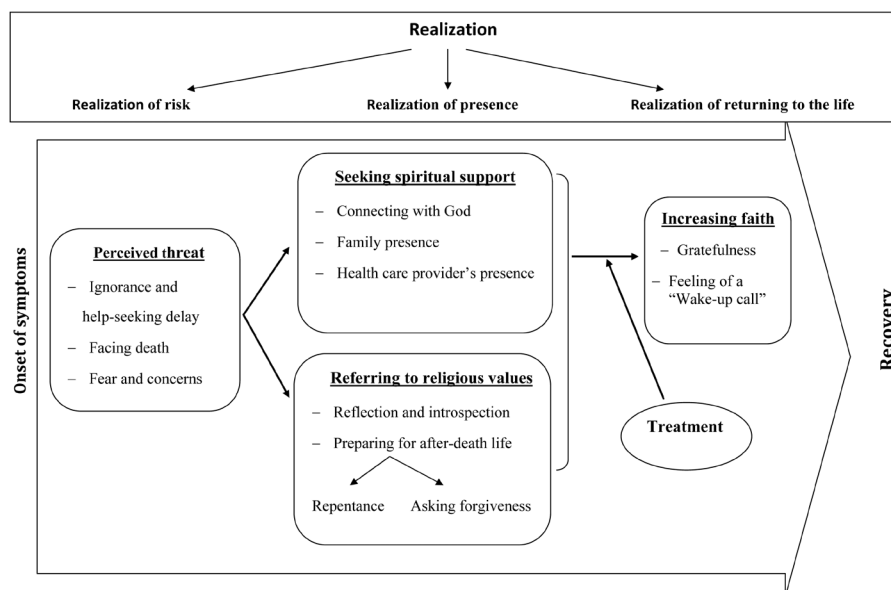 Realization
Realization of risk
Realization of presence
Realization of returning to the life
Onset of symptoms
Perceived threat
– Ignorance and
help-seeking delay
– Facing death
– Fear and concerns
Seeking spiritual support
– Connecting with God
– Family presence
– Health care provider's presence
Referring to religious values
– Reflection and introspection
– Preparing for after-death life
Repentance
Asking forgiveness
Increasing faith
– Gratefulness
– Feeling of a
“Wake-up call”
Treatment
Recovery